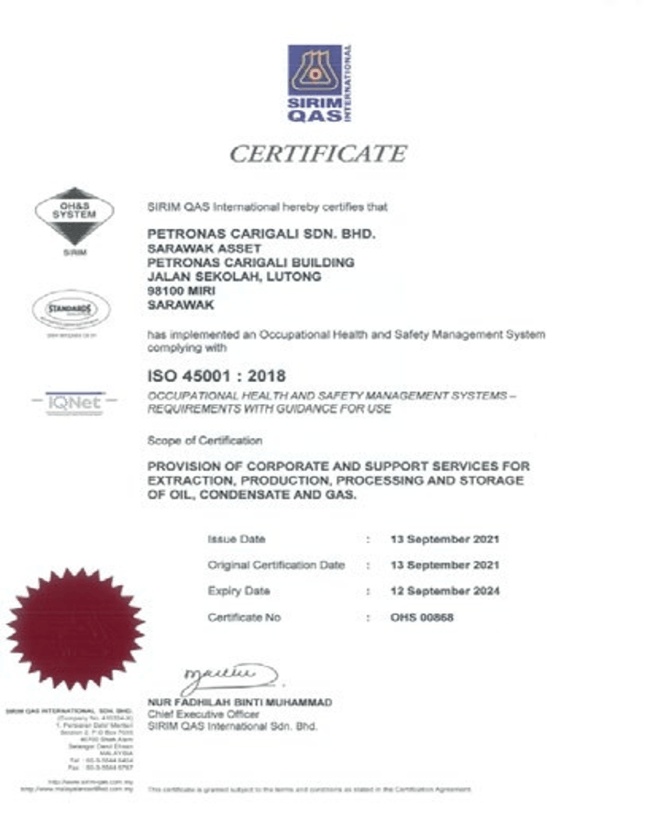 SIRIM
QAS
INTERNATIONAL
CERTIFICATE
OH&S
SYSTEM
SIRIM
SIRIM QAS International hereby certifies that
PETRONAS CARIGALI SDN. BHD.
SARAWAK ASSET
PETRONAS CARIGALI BUILDING
JALAN SEKOLAH, LUTONG
98100 MIRI
SARAWAK
STANDARDS
has implemented an Occupational Health and Safety Management System
complying with
ISO 45001 : 2018
IQNet
OCCUPATIONAL HEALTH AND SAFETY MANAGEMENT SYSTEMS –
REQUIREMENTS WITH GUIDANCE FOR USE
Scope of Certification
PROVISION OF CORPORATE AND SUPPORT SERVICES FOR
EXTRACTION, PRODUCTION, PROCESSING AND STORAGE
OF OIL, CONDENSATE AND GAS.
Issue Date : 13 September 2021
Original Certification Date : 13 September 2021
Expiry Date : 12 September 2024
Certificate No : OHS 00868
NUR FADHILAH BINTI MUHAMMAD
Chief Executive Officer
SIRIM QAS International Sdn. Bhd.
SIRIM QAS INTERNATIONAL SDN. BHD.
(Company No.
1, Persiaran Dato' Menteri
Section 2, P O Box
40700 Shah Alam
Selangor Darul Ehsan
MALAYSIA
Tel :
Fax :
http://www.sirim-qas.com.my
http://www.malaysiancertified.com.my
This certificate is granted subject to the terms and conditions as stated in the Certification Agreement.